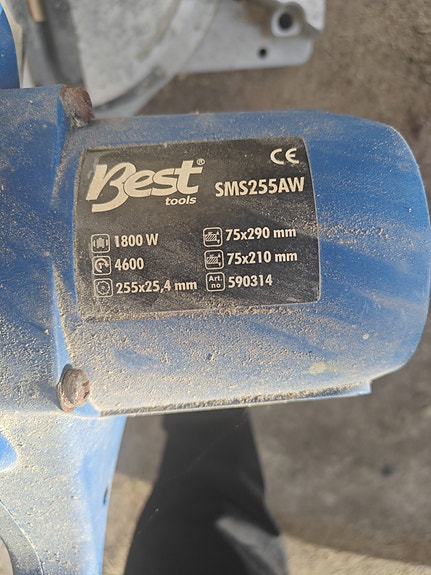 Best®
tools
CE
SMS255AW
1800 W
75x290 mm
4600
75x210 mm
255x25,4 mm
Art. no 590314